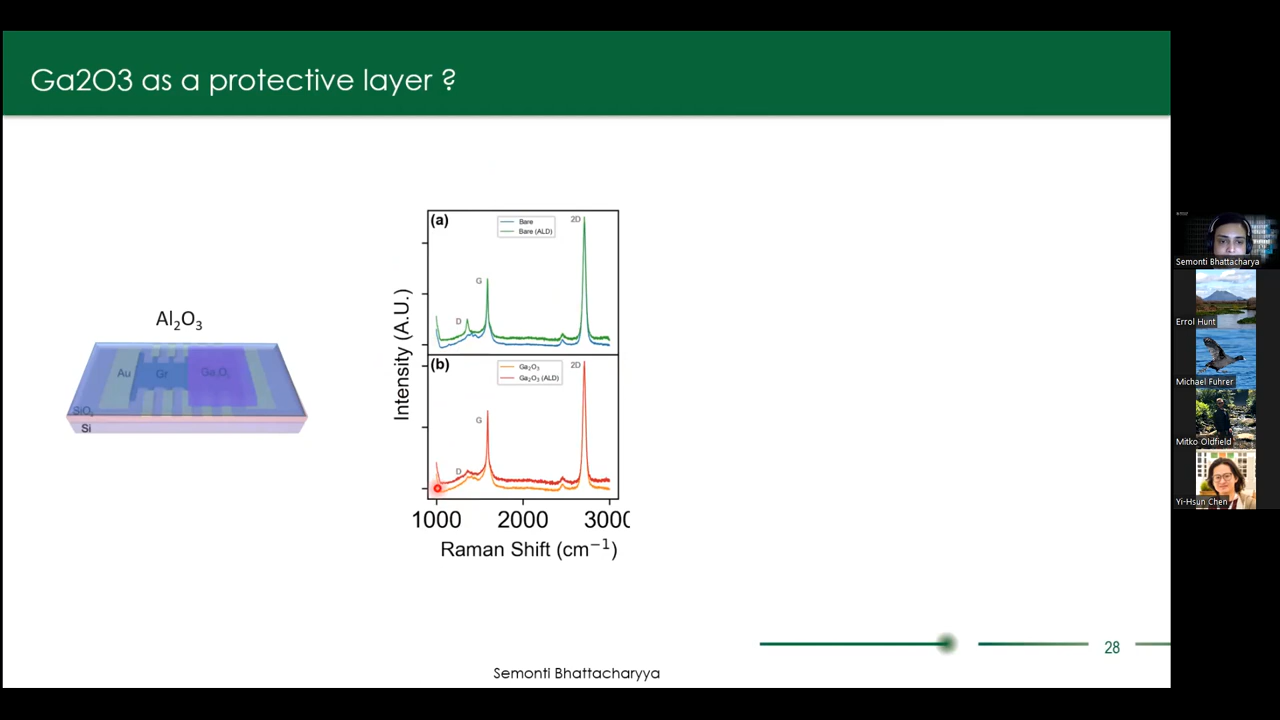 Ga2O3 as a protective layer ?
Al₂O₃
Au
Gr
Ga₂O₃
SiO₂
Si
(a)
Bare
Bare (ALD)
2D
G
D
(b)
Ga₂O₃
Ga₂O₃ (ALD)
2D
G
D
Intensity (A.U.)
1000 2000 3000
Raman Shift (cm⁻¹)
28
Semonti Bhattacharyya
Semonti Bhattacharya
Errol Hunt
Michael Fuhrer
Mitko Oldfield
Yi-Hsun Chen